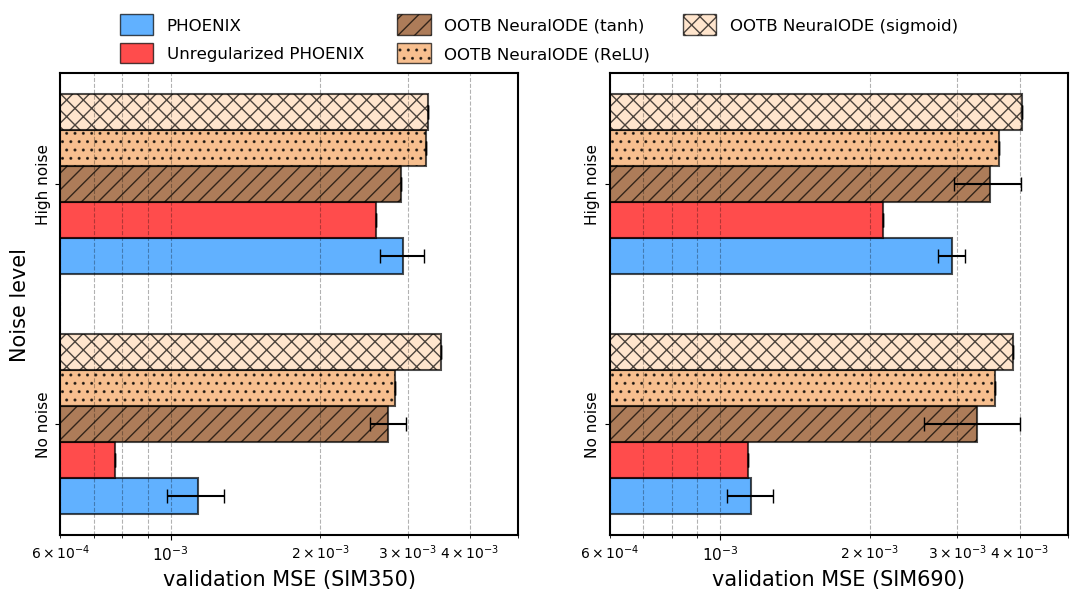 PHOENIX
Unregularized PHOENIX
OOTB NeuralODE (tanh)
OOTB NeuralODE (ReLU)
OOTB NeuralODE (sigmoid)
Noise level
High noise
No noise
6 × 10⁻⁴
10⁻³
2 × 10⁻³
3 × 10⁻³
4 × 10⁻³
validation MSE (SIM350)
High noise
No noise
6 × 10⁻⁴
10⁻³
2 × 10⁻³
3 × 10⁻³
4 × 10⁻³
validation MSE (SIM690)